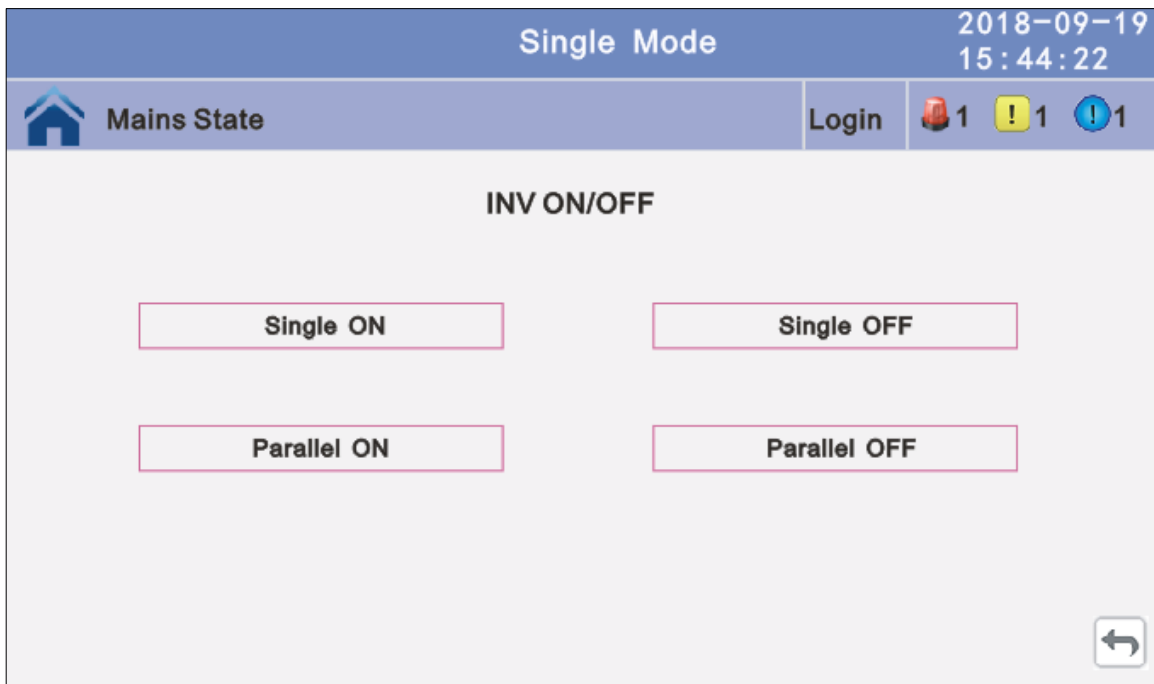 Single Mode
2018-09-19
15:44:22
Mains State
Login
1
! 1
! 1
INV ON/OFF
Single ON
Single OFF
Parallel ON
Parallel OFF